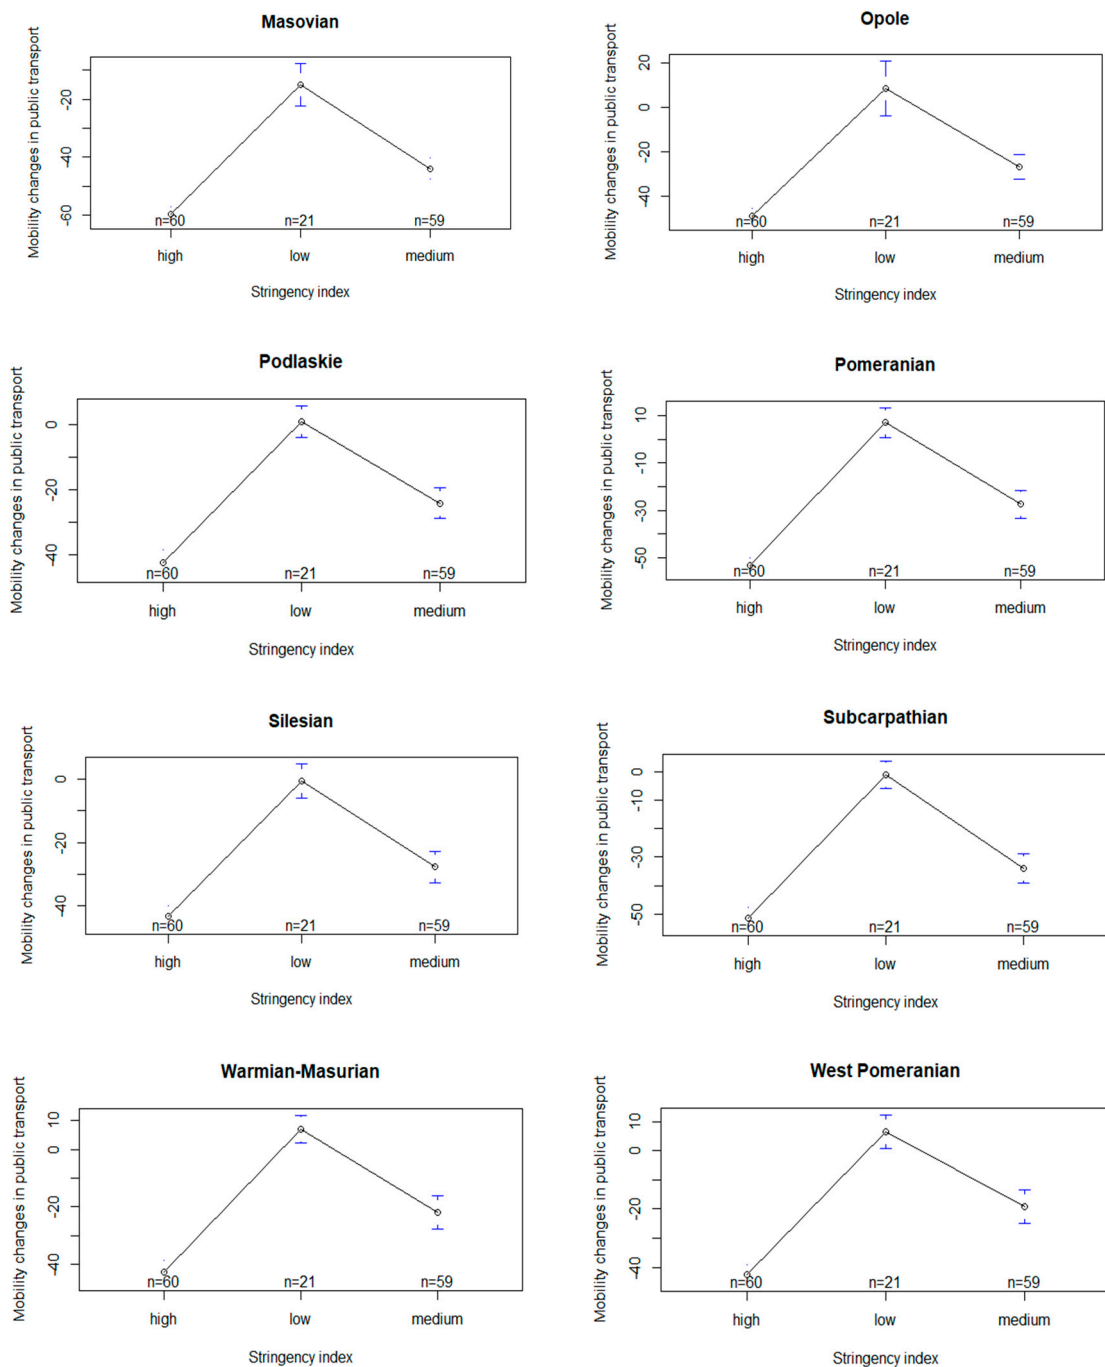 Masovian
Mobility changes in public transport
-20
-40
-60
n=60 n=21 n=59
high low medium
Stringency index
Opole
Mobility changes in public transport
20
0
-20
-40
n=60 n=21 n=59
high low medium
Stringency index
Podlaskie
Mobility changes in public transport
0
-20
-40
n=60 n=21 n=59
high low medium
Stringency index
Pomeranian
Mobility changes in public transport
10
-10
-30
-50
n=60 n=21 n=59
high low medium
Stringency index
Silesian
Mobility changes in public transport
0
-20
-40
n=60 n=21 n=59
high low medium
Stringency index
Subcarpathian
Mobility changes in public transport
0
-10
-30
-50
n=60 n=21 n=59
high low medium
Stringency index
Warmian-Masurian
Mobility changes in public transport
10
0
-20
-40
n=60 n=21 n=59
high low medium
Stringency index
West Pomeranian
Mobility changes in public transport
10
0
-20
-40
n=60 n=21 n=59
high low medium
Stringency index